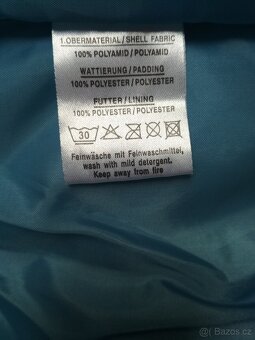 1.OBERMATERIAL/SHELL FABRIC
100% POLYAMID/POLYAMID
WATTIERUNG/PADDING
100% POLYESTER/POLYESTER
FUTTER/LINING
100% POLYESTER/POLYESTER
30
Feinwäsche mit Feinwaschmittel,
wash with mild detergent.
Keep away from fire
Bazos.cz